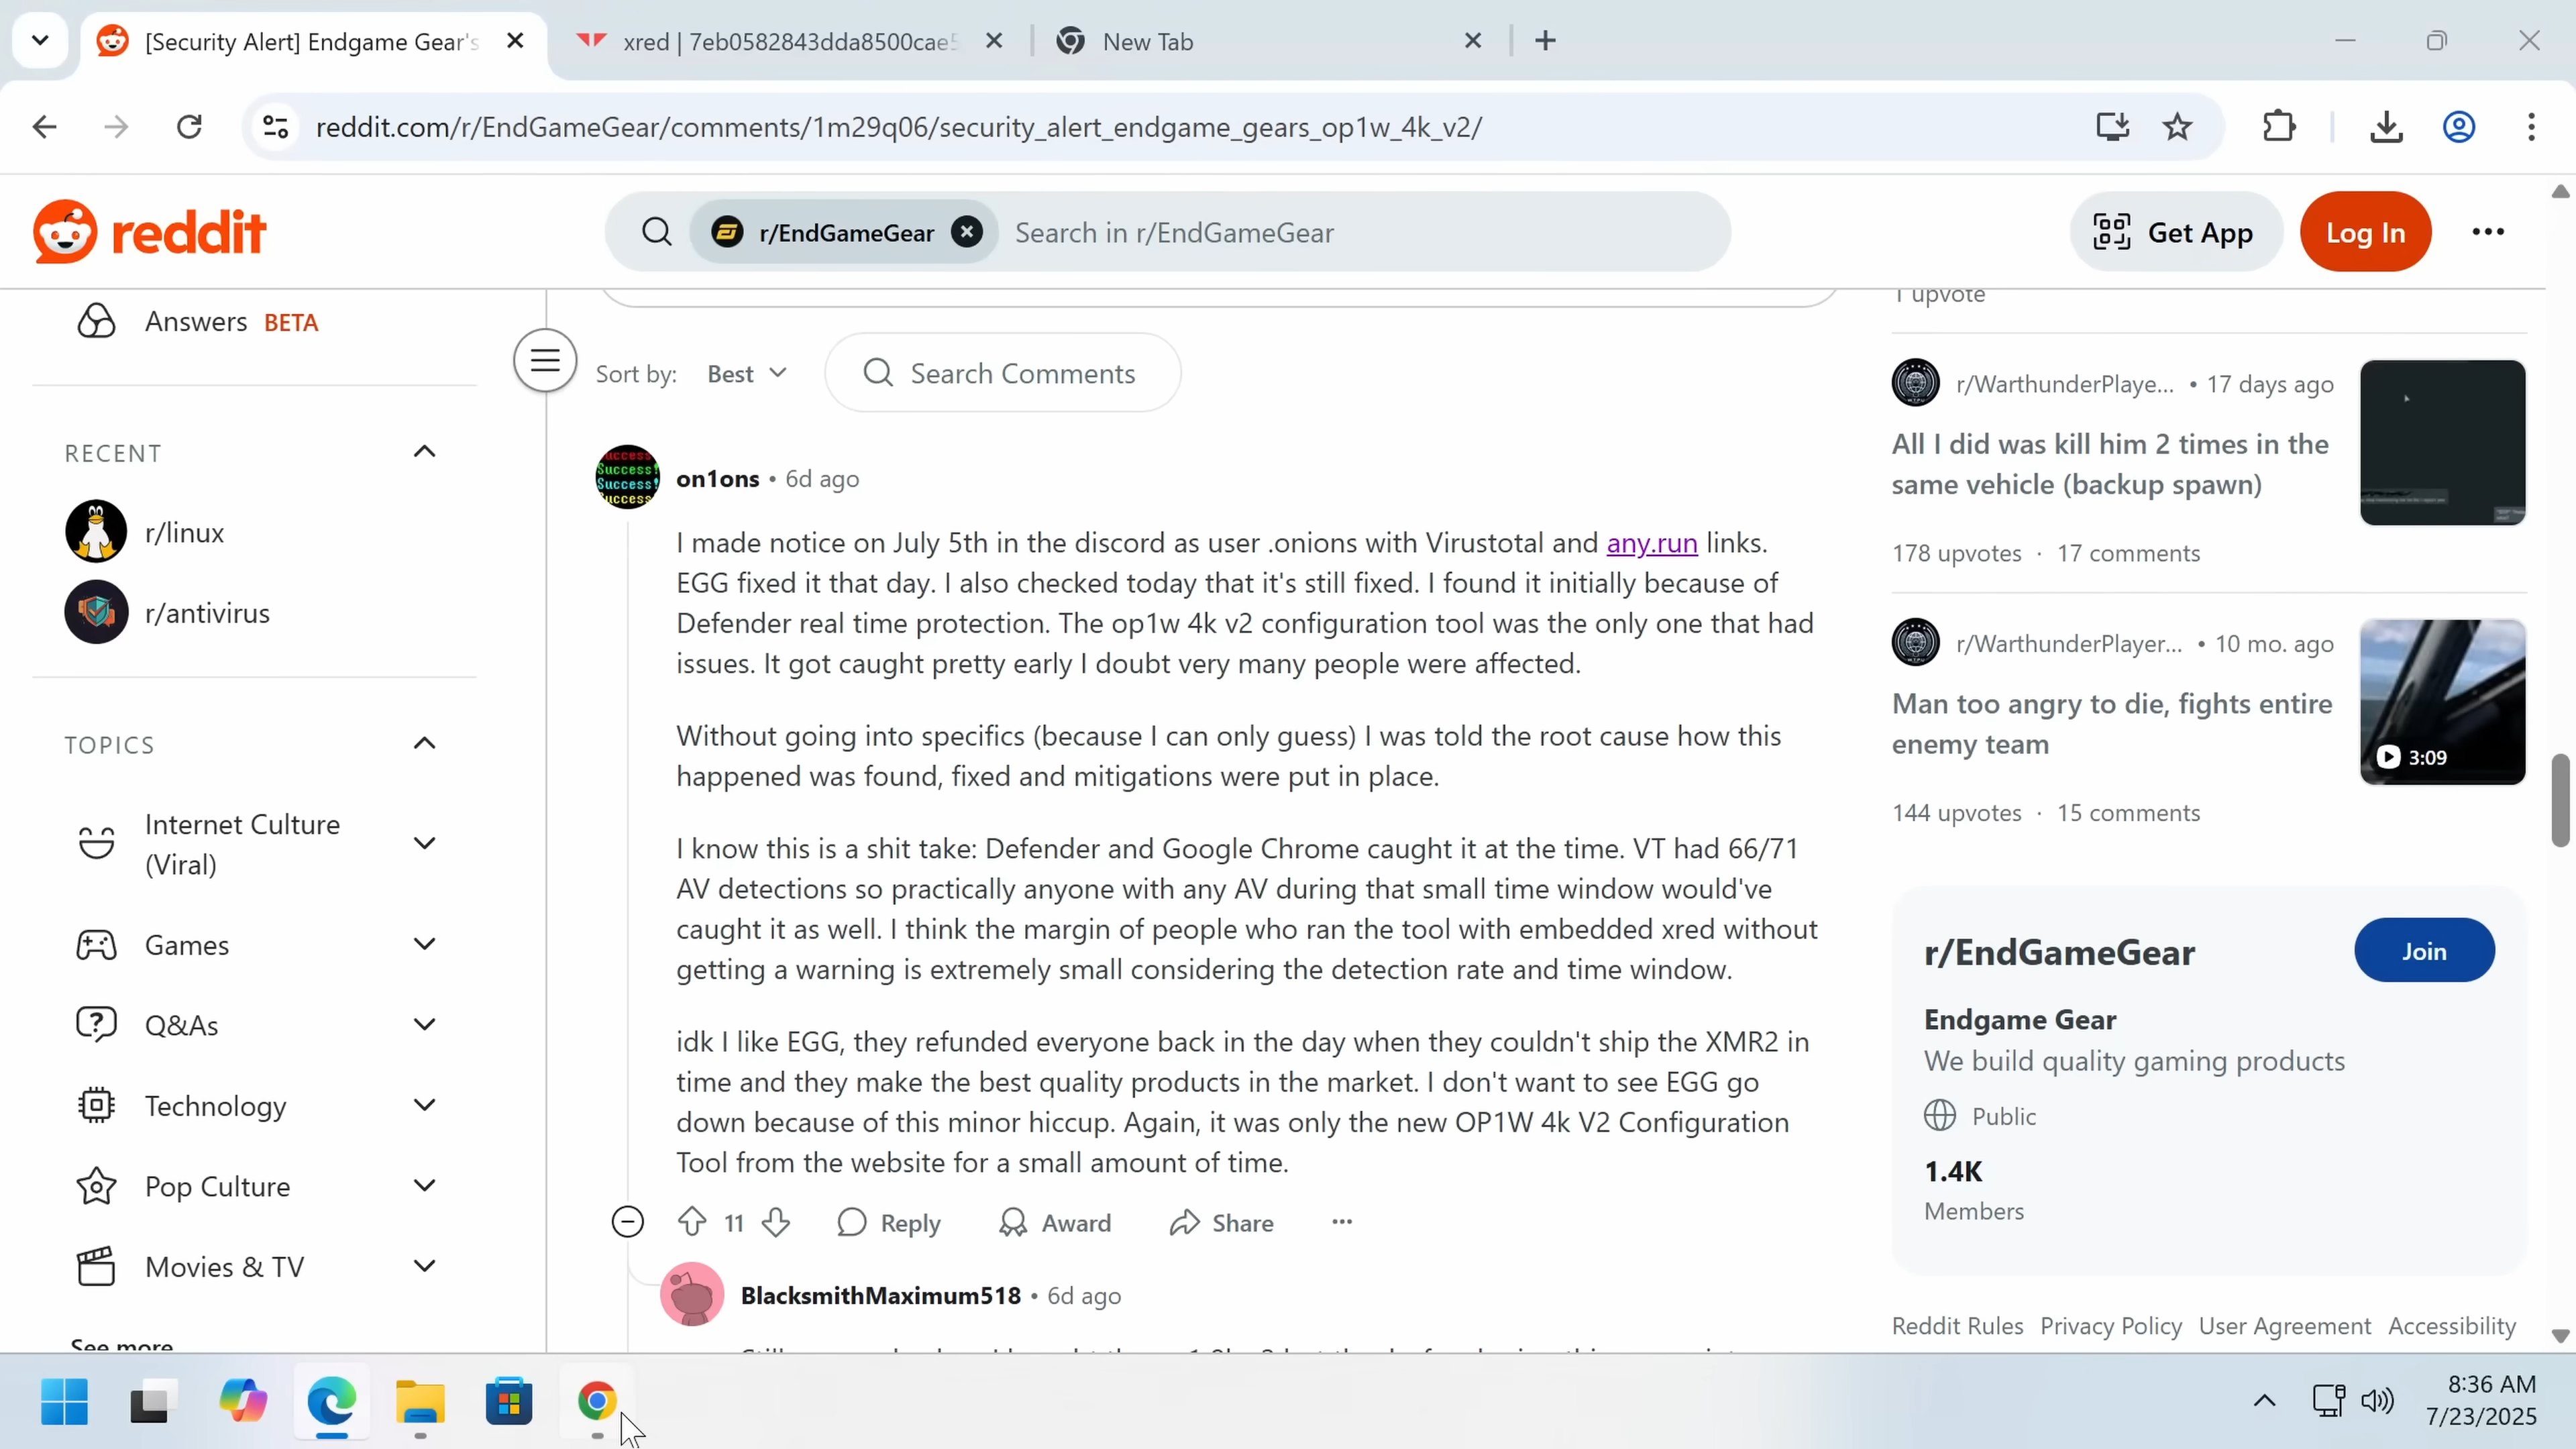 [Security Alert] Endgame Gear's
xred | 7eb0582843dda8500cae5
New Tab
reddit.com/r/EndGameGear/comments/1m29q06/security_alert_endgame_gears_op1w_4k_v2/
reddit
r/EndGameGear
Search in r/EndGameGear
Get App
Log In
Answers BETA
RECENT
r/linux
r/antivirus
TOPICS
Internet Culture
(Viral)
Games
Q&As
Technology
Pop Culture
Movies & TV
See more
Sort by: Best
Search Comments
Success
Success!
Success!
Success
on1ons • 6d ago
I made notice on July 5th in the discord as user .onions with Virustotal and any.run links.
EGG fixed it that day. I also checked today that it's still fixed. I found it initially because of
Defender real time protection. The op1w 4k v2 configuration tool was the only one that had
issues. It got caught pretty early I doubt very many people were affected.
Without going into specifics (because I can only guess) I was told the root cause how this
happened was found, fixed and mitigations were put in place.
I know this is a shit take: Defender and Google Chrome caught it at the time. VT had 66/71
AV detections so practically anyone with any AV during that small time window would've
caught it as well. I think the margin of people who ran the tool with embedded xred without
getting a warning is extremely small considering the detection rate and time window.
idk I like EGG, they refunded everyone back in the day when they couldn't ship the XMR2 in
time and they make the best quality products in the market. I don't want to see EGG go
down because of this minor hiccup. Again, it was only the new OP1W 4k V2 Configuration
Tool from the website for a small amount of time.
11
Reply
Award
Share
BlacksmithMaximum518 • 6d ago
1 upvote
r/WarthunderPlaye... • 17 days ago
All I did was kill him 2 times in the
same vehicle (backup spawn)
178 upvotes · 17 comments
r/WarthunderPlayer... • 10 mo. ago
Man too angry to die, fights entire
enemy team
3:09
144 upvotes · 15 comments
r/EndGameGear
Join
Endgame Gear
We build quality gaming products
Public
1.4K
Members
Reddit Rules Privacy Policy User Agreement Accessibility
8:36 AM
7/23/2025